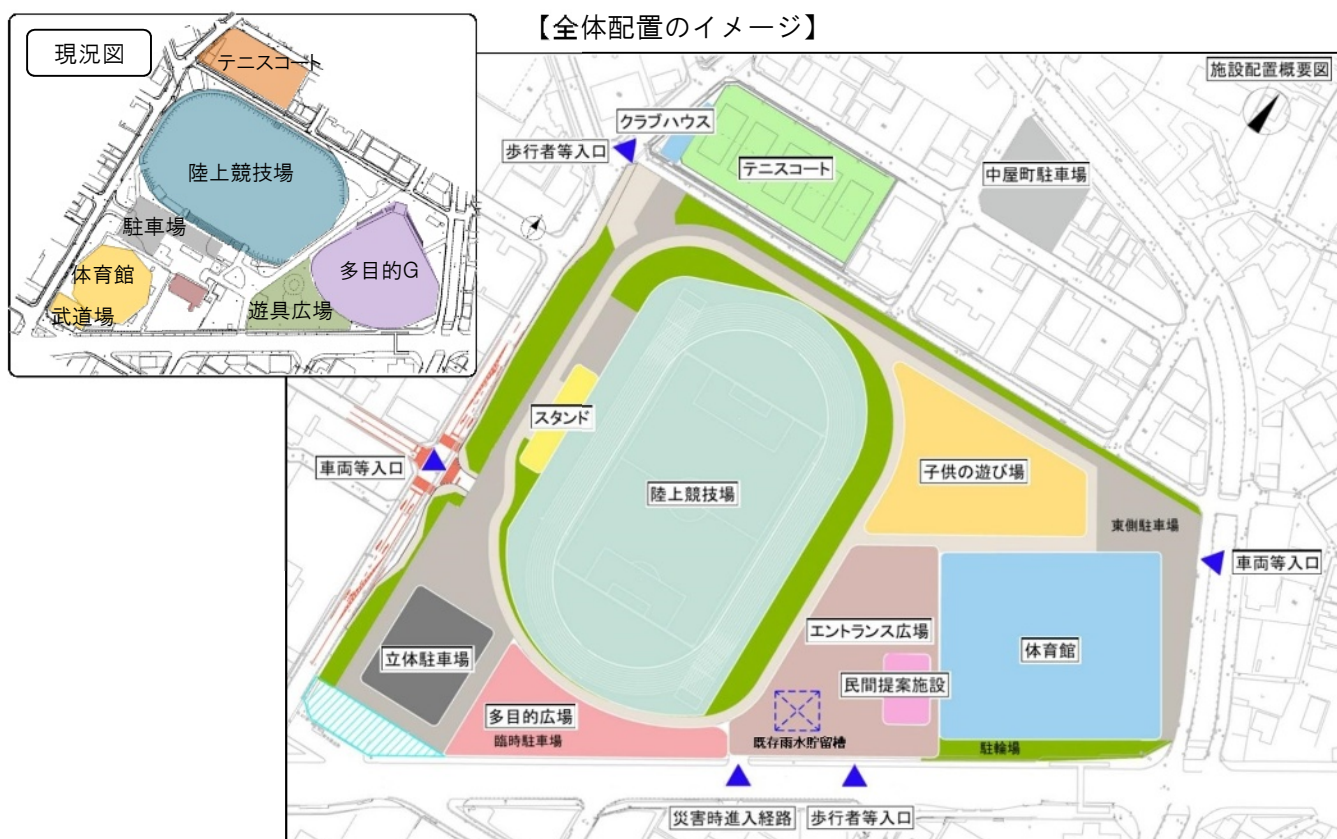 【全体配置のイメージ】
現況図
テニスコート
陸上競技場
駐車場
体育館
武道場
遊具広場
多目的G
施設配置概要図
クラブハウス
歩行者等入口
テニスコート
中屋町駐車場
スタンド
車両等入口
陸上競技場
子供の遊び場
東側駐車場
車両等入口
エントランス広場
体育館
立体駐車場
民間提案施設
多目的広場
臨時駐車場
既存雨水貯留槽
駐輪場
災害時進入経路
歩行者等入口